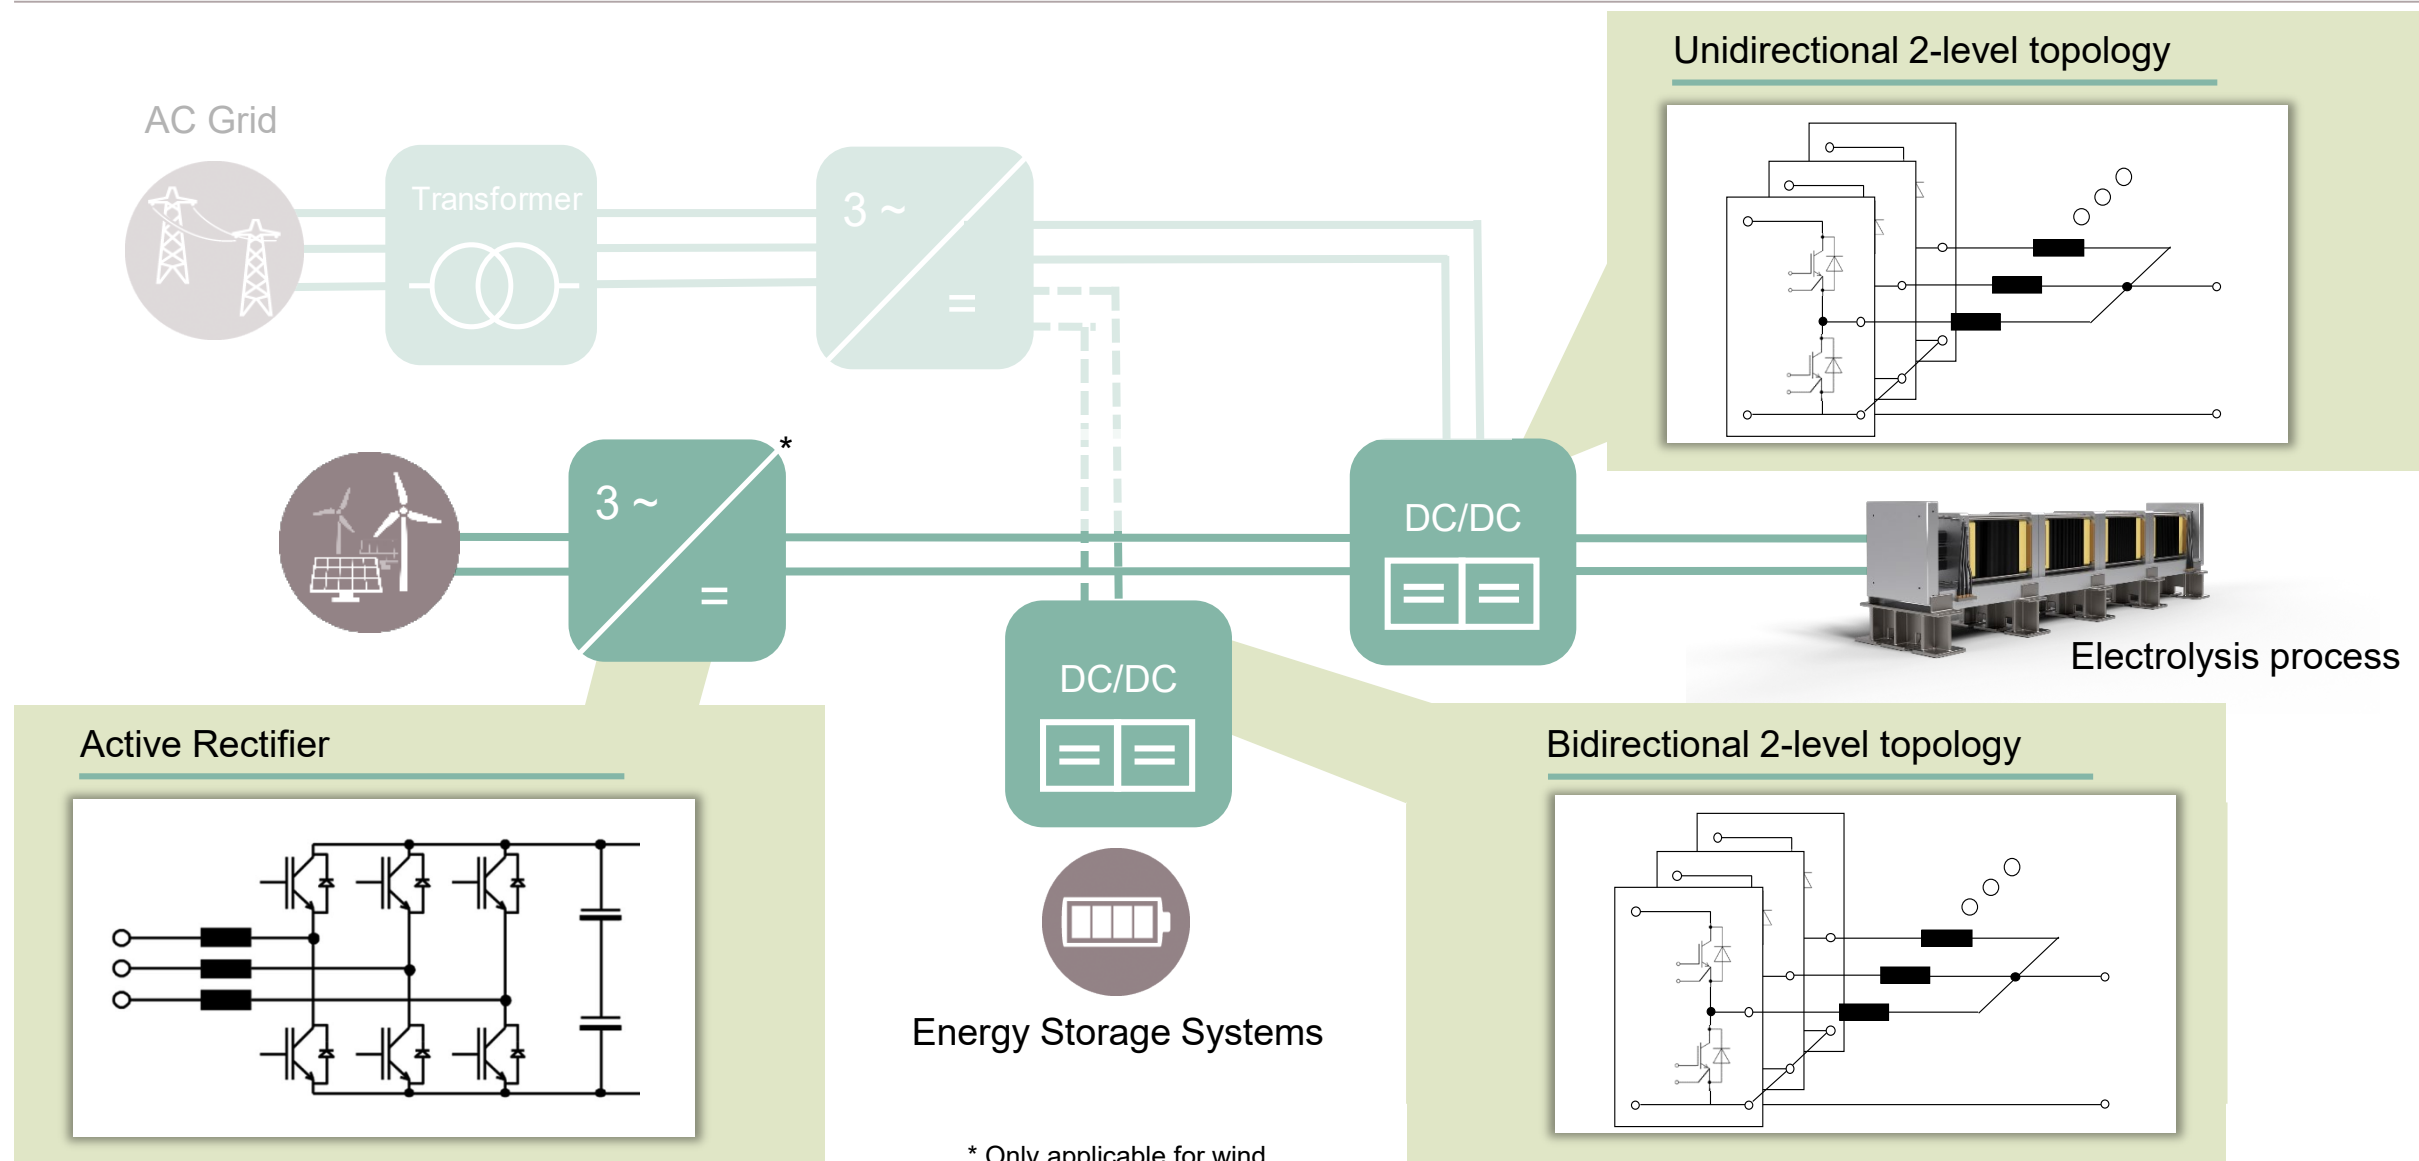 Unidirectional 2-level topology
AC Grid
Transformer
3 ~
=
*
3 ~
=
DC/DC
= =
Electrolysis process
DC/DC
= =
Active Rectifier
Bidirectional 2-level topology
Energy Storage Systems
* Only applicable for wind